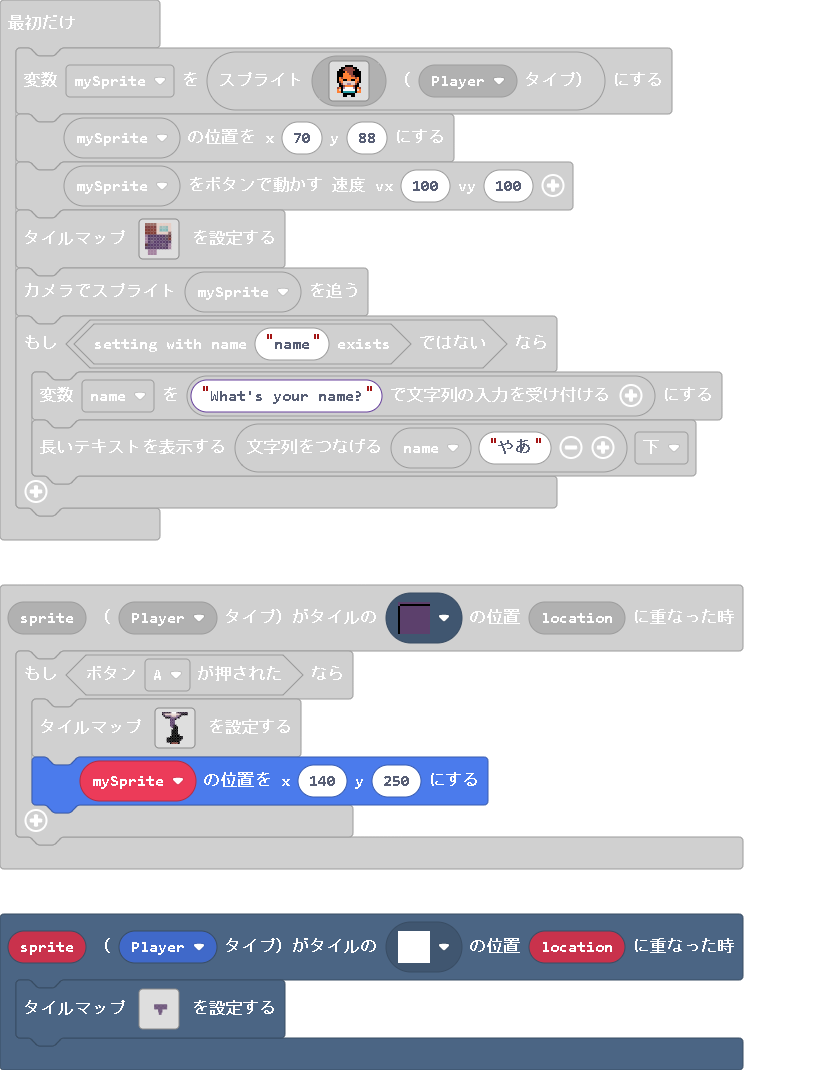 最初だけ
変数 mySprite を スプライト ( Player タイプ) にする
mySprite の位置を x 70 y 88 にする
mySprite をボタンで動かす 速度 vx 100 vy 100
タイルマップ を設定する
カメラでスプライト mySprite を追う
もし setting with name "name" exists ではない なら
変数 name を "What's your name?" で文字列の入力を受け付ける にする
長いテキストを表示する 文字列をつなげる name "やあ" 下
sprite ( Player タイプ) がタイルの の位置 location に重なった時
もし ボタン A が押された なら
タイルマップ を設定する
mySprite の位置を x 140 y 250 にする
sprite ( Player タイプ) がタイルの の位置 location に重なった時
タイルマップ を設定する